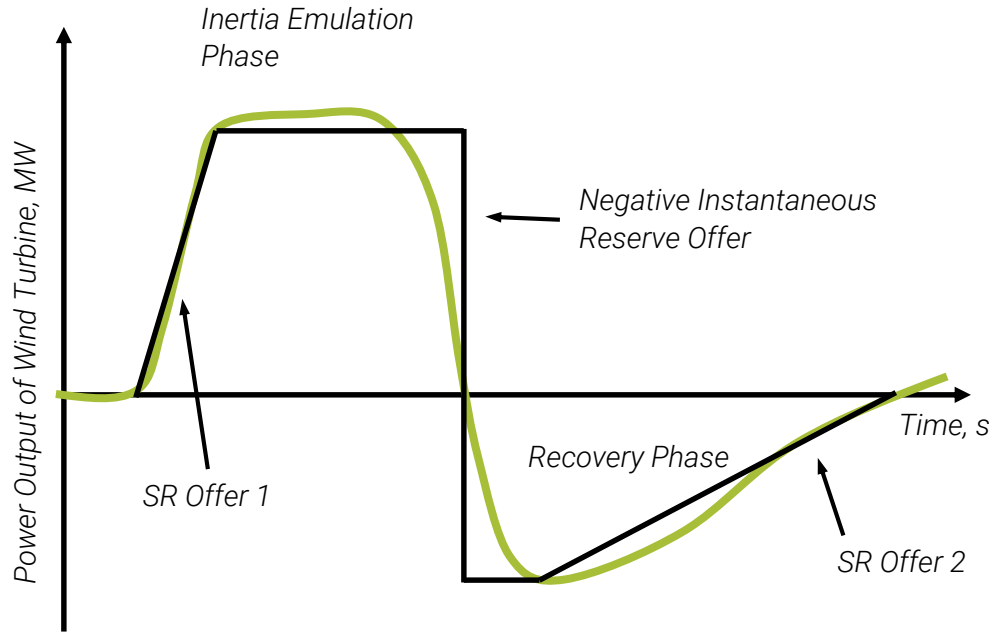 Inertia Emulation
Phase
Power Output of Wind Turbine, MW
Negative Instantaneous
Reserve Offer
Time, s
Recovery Phase
SR Offer 1
SR Offer 2